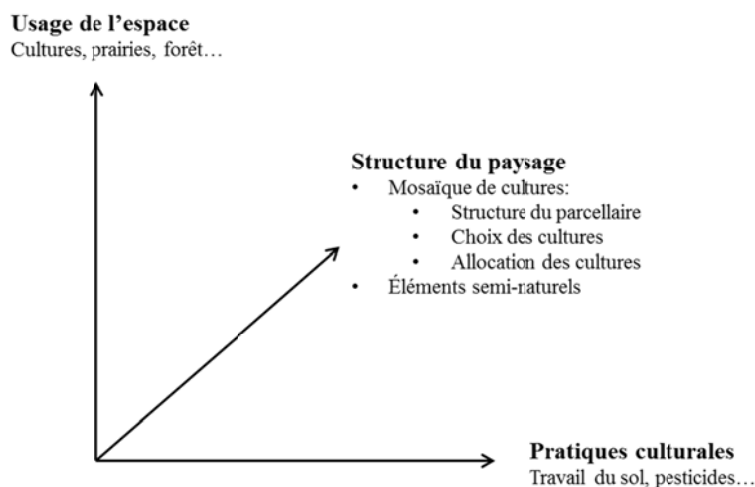 Usage de l'espace
Cultures, prairies, forêt…
Structure du paysage
• Mosaïque de cultures:
• Structure du parcellaire
• Choix des cultures
• Allocation des cultures
• Éléments semi-naturels
Pratiques culturales
Travail du sol, pesticides…